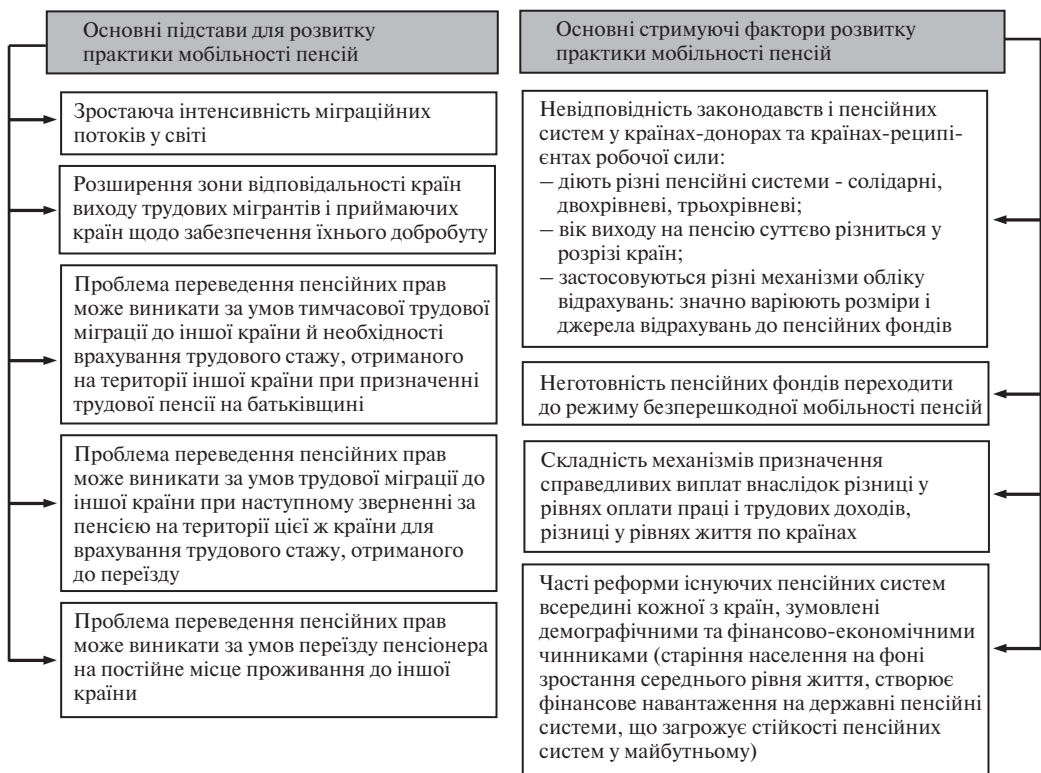 Основні підстави для розвитку
практики мобільності пенсій
Зростаюча інтенсивність міграційних
потоків у світі
Розширення зони відповідальності країн
виходу трудових мігрантів і приймаючих
країн щодо забезпечення їхнього добробуту
Проблема переведення пенсійних прав
може виникати за умов тимчасової трудової
міграції до іншої країни й необхідності
врахування трудового стажу, отриманого
на території іншої країни при призначенні
трудової пенсії на батьківщині
Проблема переведення пенсійних прав
може виникати за умов трудової міграції до
іншої країни при наступному зверненні за
пенсією на території цієї ж країни для
врахування трудового стажу, отриманого
до переїзду
Проблема переведення пенсійних прав
може виникати за умов переїзду пенсіонера
на постійне місце проживання до іншої
країни
Основні стримуючі фактори розвитку
практики мобільності пенсій
Невідповідність законодавств і пенсійних
систем у країнах-донорах та країнах-реципі-
єнтах робочої сили:
– діють різні пенсійні системи - солідарні,
двохрівневі, трьохрівневі;
– вік виходу на пенсію суттєво різниться у
розрізі країн;
– застосовуються різні механізми обліку
відрахувань: значно варіюють розміри і
джерела відрахувань до пенсійних фондів
Неготовність пенсійних фондів переходити
до режиму безперешкодної мобільності пенсій
Складність механізмів призначення
справедливих виплат внаслідок різниці у
рівнях оплати праці і трудових доходів,
різниці у рівнях життя по країнах
Часті реформи існуючих пенсійних систем
всередині кожної з країн, зумовлені
демографічними та фінансово-економічними
чинниками (старіння населення на фоні
зростання середнього рівня життя, створює
фінансове навантаження на державні пенсійні
системи, що загрожує стійкості пенсійних
систем у майбутньому)